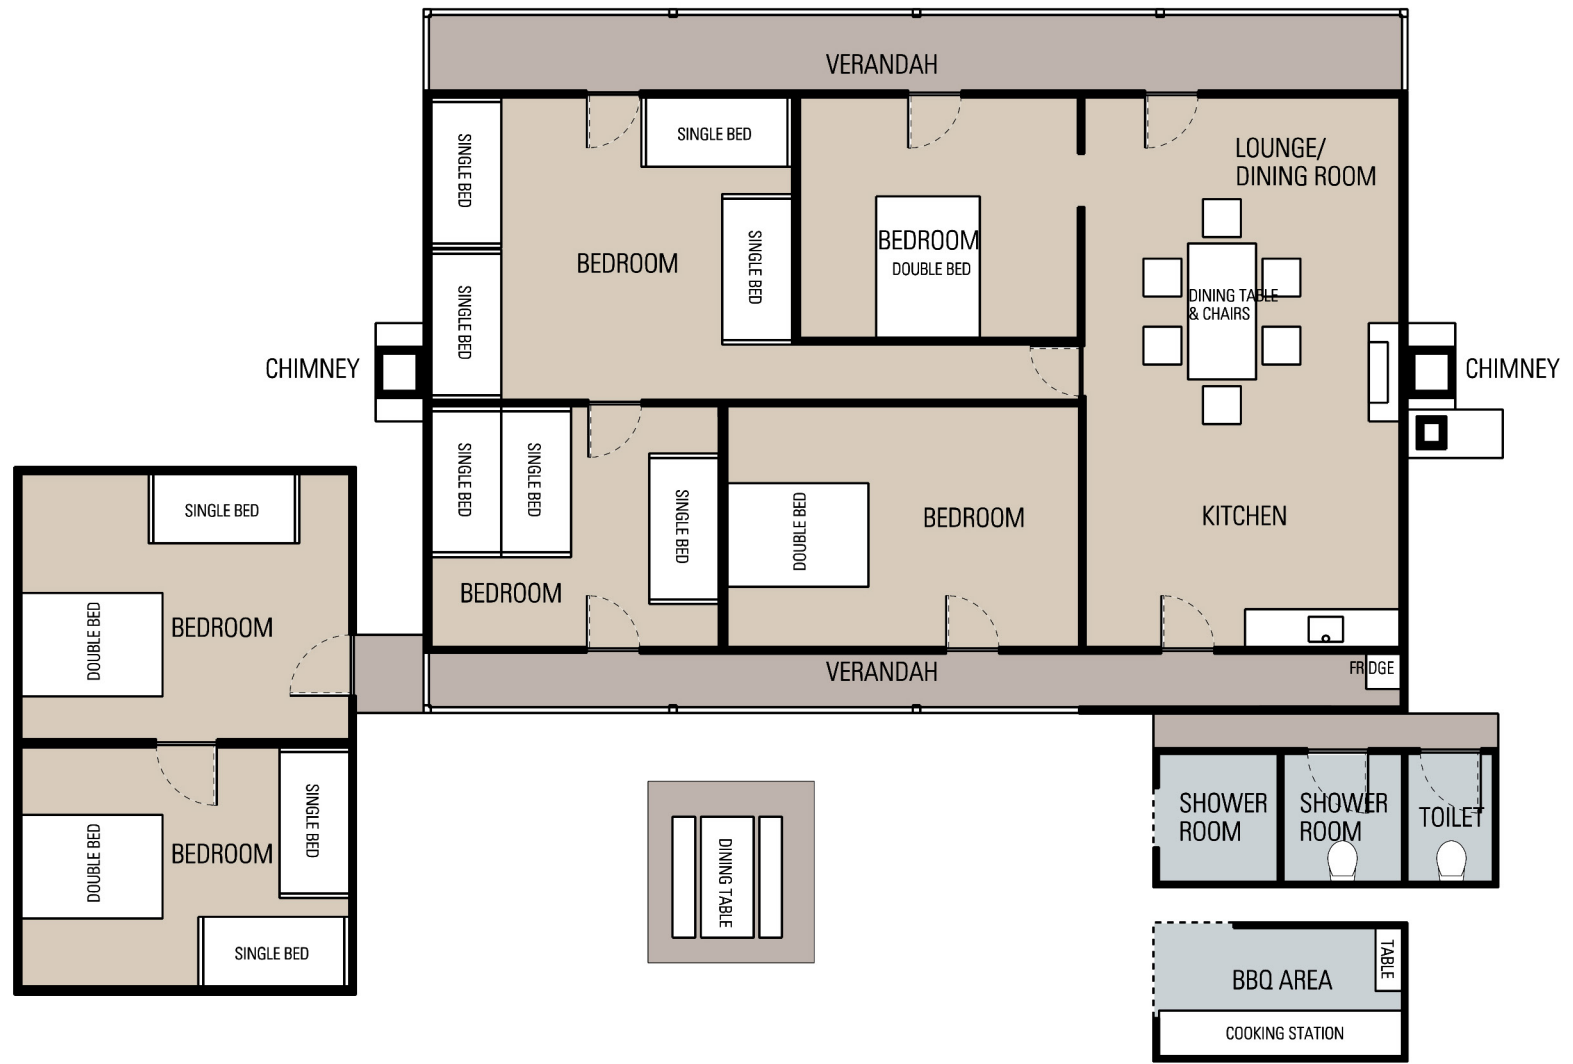 VERANDAH
SINGLE BED
SINGLE BED
LOUNGE/
DINING ROOM
SINGLE BED
BEDROOM
SINGLE BED
BEDROOM
DOUBLE BED
DINING TABLE
& CHAIRS
SINGLE BED
CHIMNEY
CHIMNEY
SINGLE BED
SINGLE BED
SINGLE BED
BEDROOM
DOUBLE BED
BEDROOM
KITCHEN
SINGLE BED
BEDROOM
DOUBLE BED
VERANDAH
FRIDGE
BEDROOM
DOUBLE BED
SINGLE BED
SINGLE BED
DINING TABLE
SHOWER
ROOM
SHOWER
ROOM
TOILET
BBQ AREA
TABLE
COOKING STATION